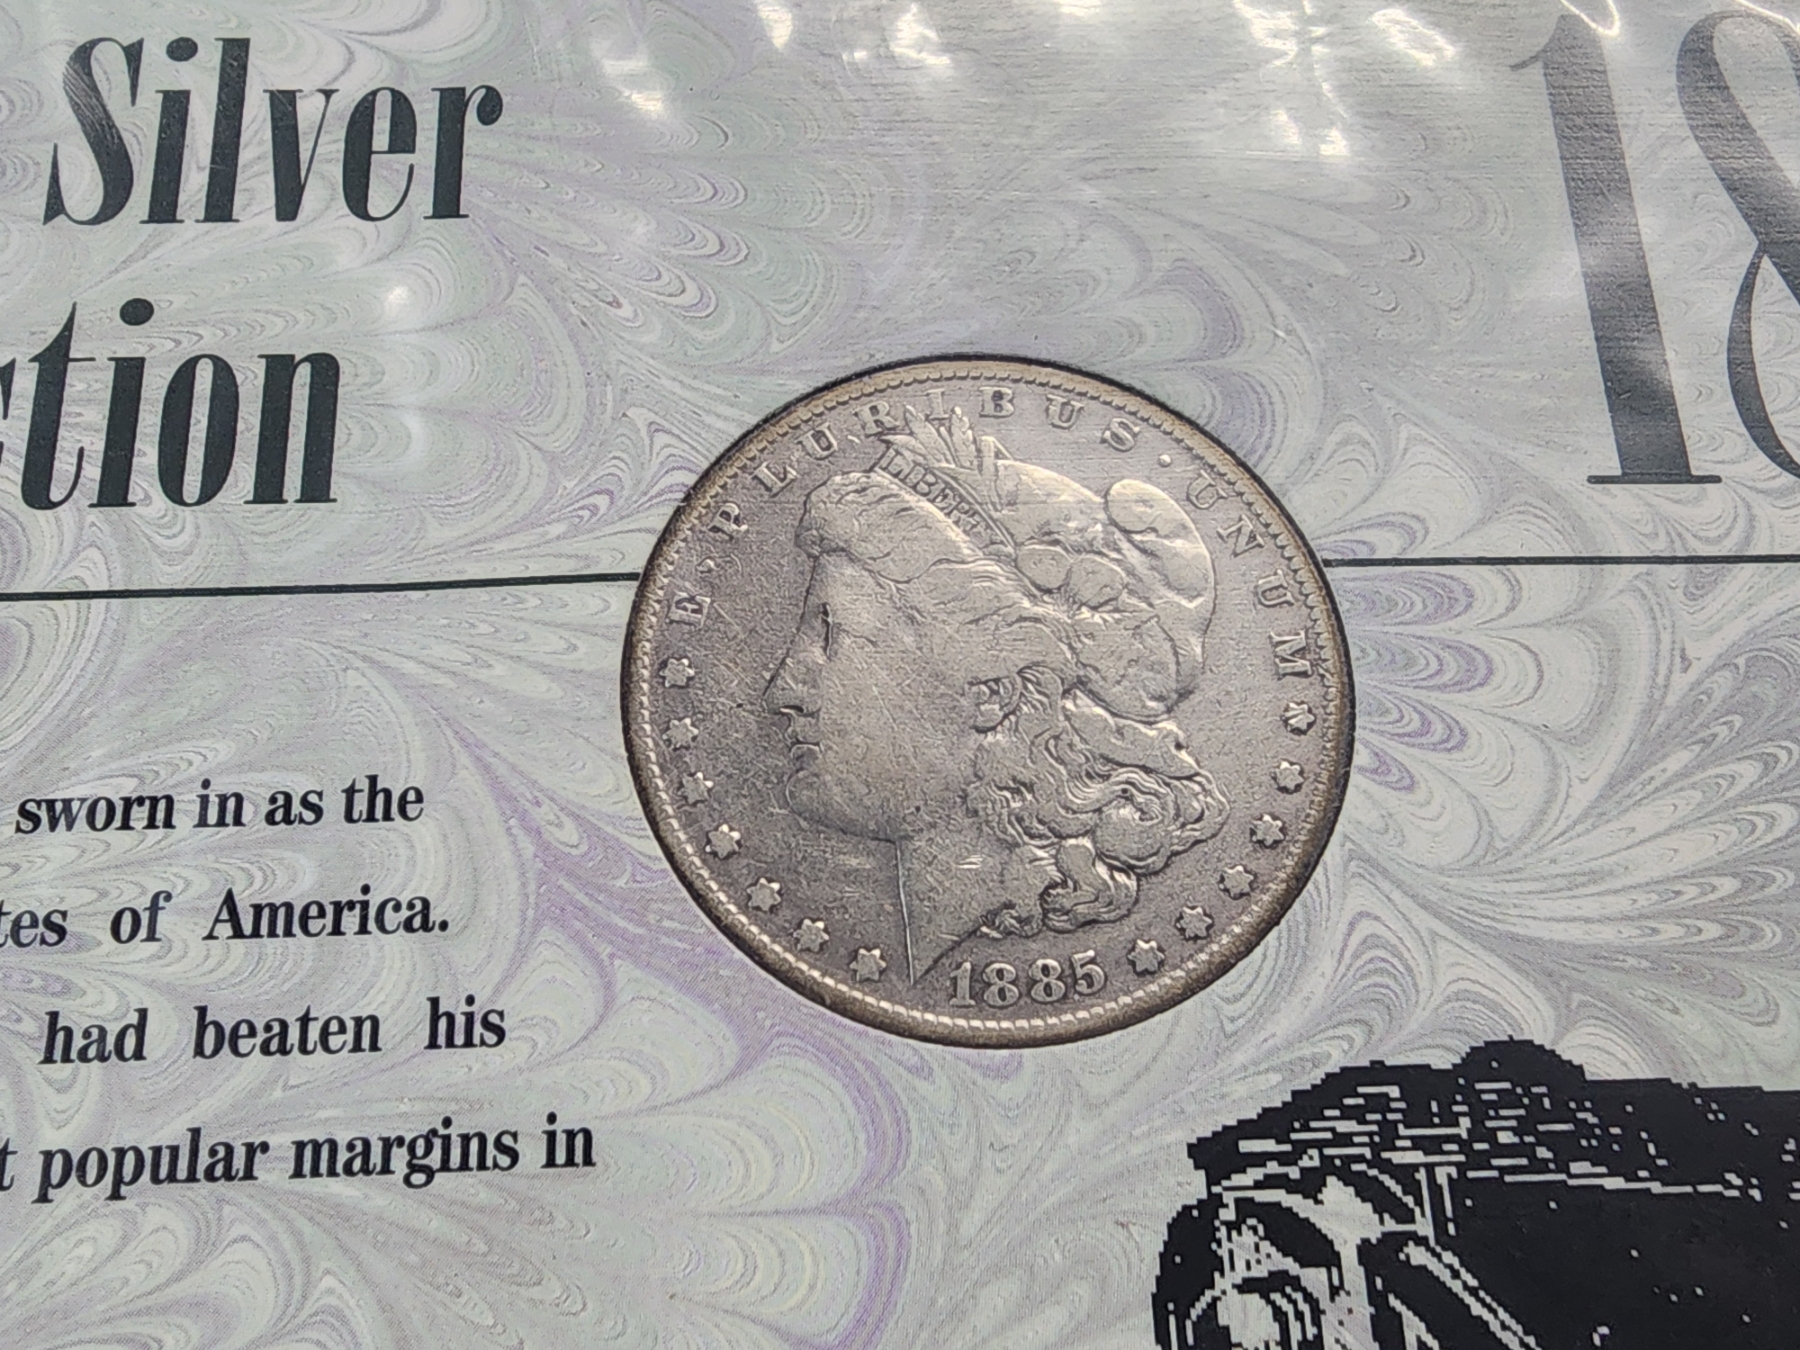 Silver
18
ction
E · PLURIBUS · UNUM
LIBERTY
sworn in as the
tes of America.
had beaten his
1885
t popular margins in